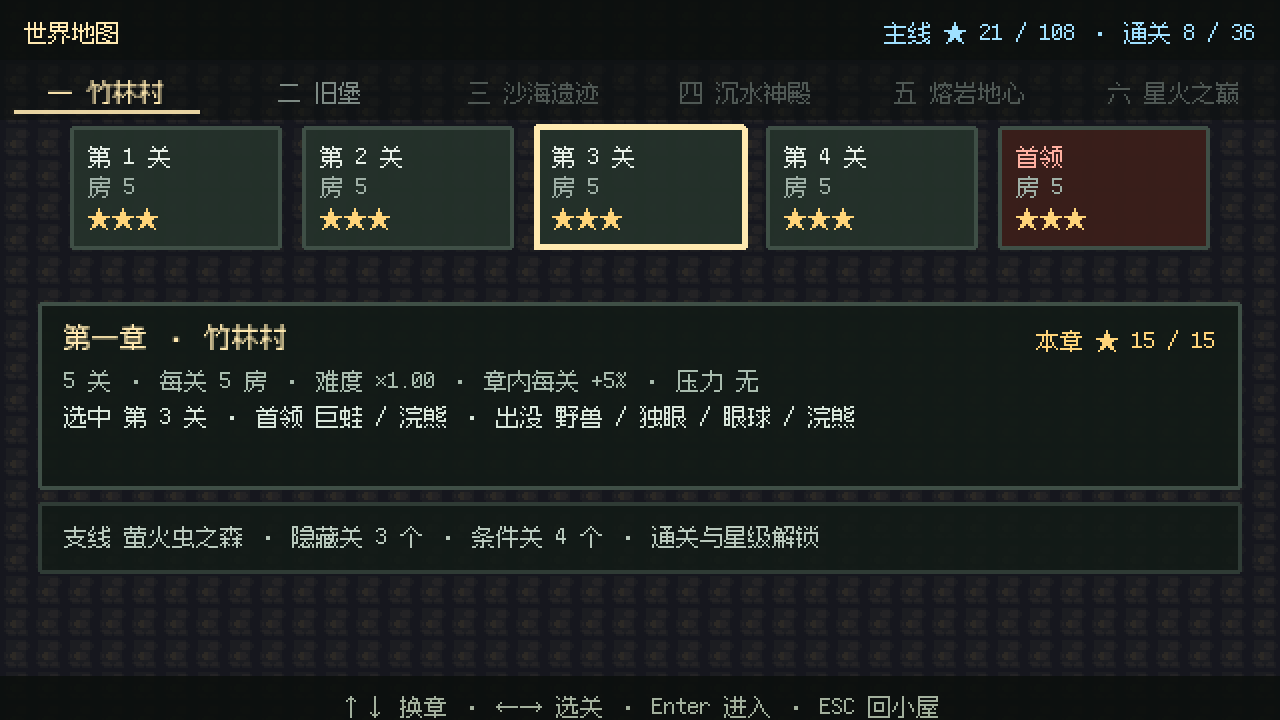 世界地图
主线 ★ 21 / 108 · 通关 8 / 36
一 竹林村 二 旧堡 三 沙海遗迹 四 沉水神殿 五 熔岩地心 六 星火之巅
第 1 关 第 2 关 第 3 关 第 4 关 首领
房 5 房 5 房 5 房 5 房 5
★★★ ★★★ ★★★ ★★★ ★★★
第一章 · 竹林村
本章 ★ 15 / 15
5 关 · 每关 5 房 · 难度 ×1.00 · 章内每关 +5% · 压力 无
选中 第 3 关 · 首领 巨蛙 / 浣熊 · 出没 野兽 / 独眼 / 眼球 / 浣熊
支线 萤火虫之森 · 隐藏关 3 个 · 条件关 4 个 · 通关与星级解锁
↑↓ 换章 · ←→ 选关 · Enter 进入 · ESC 回小屋